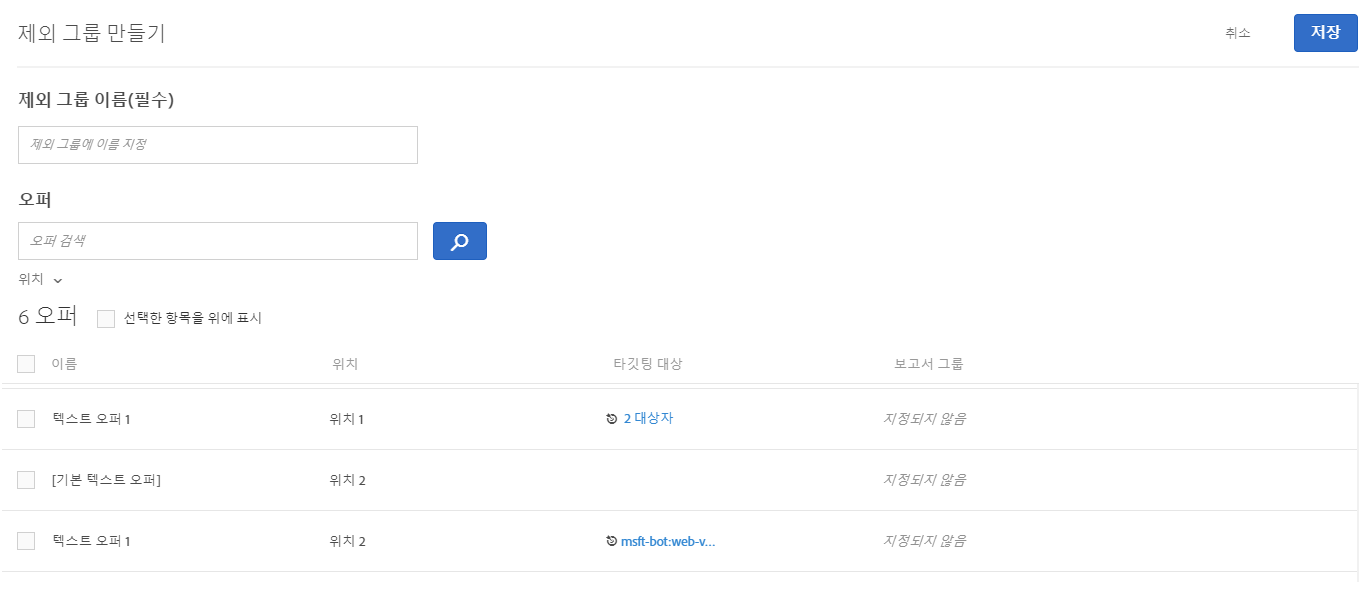 제외 그룹 만들기 취소 저장
제외 그룹 이름(필수)
제외 그룹에 이름 지정
오퍼
오퍼 검색
위치
6 오퍼 선택한 항목을 위에 표시
이름 위치 타깃팅 대상 보고서 그룹
텍스트 오퍼 1 위치 1 2 대상자 지정되지 않음
[기본 텍스트 오퍼] 위치 2 지정되지 않음
텍스트 오퍼 1 위치 2 msft-bot:web-v... 지정되지 않음